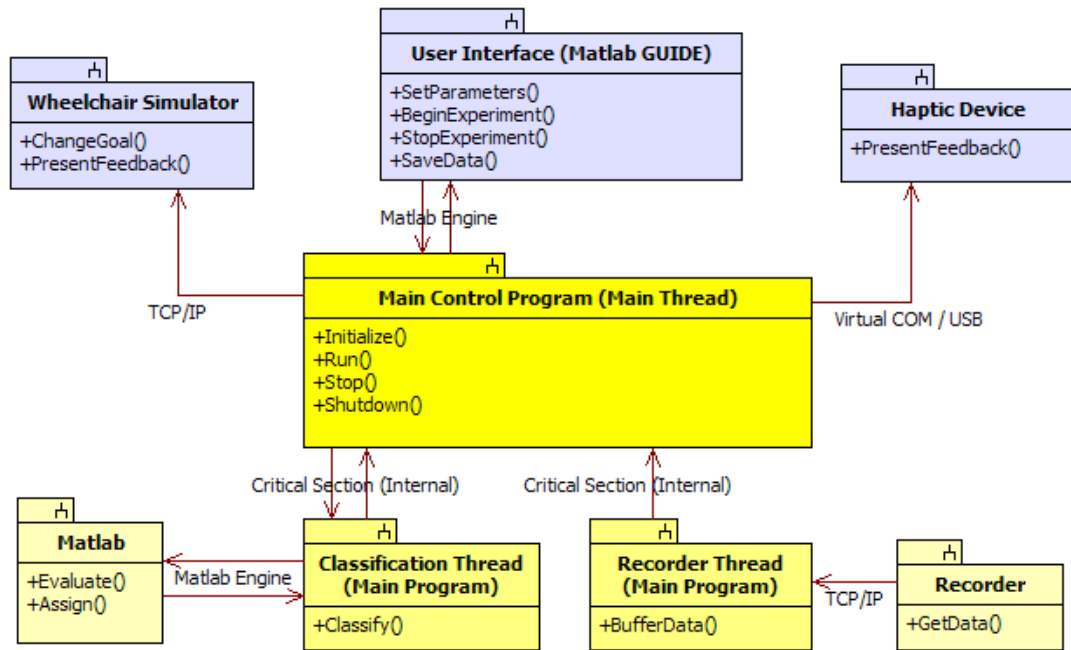 User Interface (Matlab GUIDE)
+SetParameters()
+BeginExperiment()
+StopExperiment()
+SaveData()
Wheelchair Simulator
+ChangeGoal()
+PresentFeedback()
Haptic Device
+PresentFeedback()
Matlab Engine
TCP/IP
Virtual COM / USB
Main Control Program (Main Thread)
+Initialize()
+Run()
+Stop()
+Shutdown()
Critical Section (Internal)
Critical Section (Internal)
Matlab
+Evaluate()
+Assign()
Matlab Engine
Classification Thread
(Main Program)
+Classify()
Recorder Thread
(Main Program)
+BufferData()
TCP/IP
Recorder
+GetData()